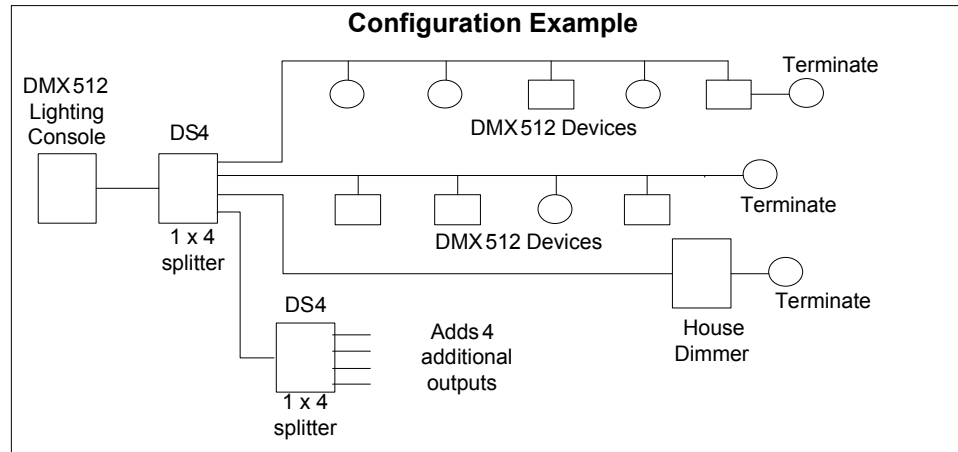 Configuration Example
DMX512
Lighting
Console
DS4
1 x 4
splitter
DMX512 Devices
Terminate
DMX512 Devices
Terminate
House
Dimmer
Terminate
DS4
1 x 4
splitter
Adds 4
additional
outputs